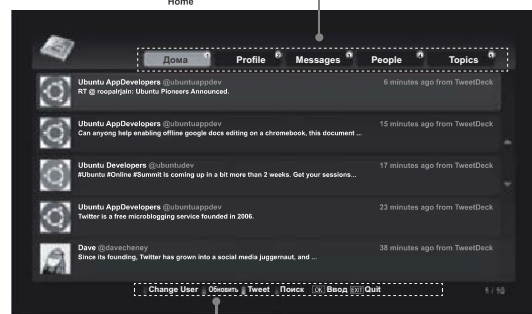 Home
Дома Profile Messages People Topics
Ubuntu AppDevelopers @ubuntuappdev 6 minutes ago from TweetDeck
RT @ roopalrjain: Ubuntu Pioneers Announced.
Ubuntu AppDevelopers @ubuntuappdev 15 minutes ago from TweetDeck
Can anyong help enabling offline google docs editing on a chromebook, this document ...
Ubuntu Developers @ubuntudev 17 minutes ago from TweetDeck
#Ubuntu #Online #Summit is coming up in a bit more than 2 weeks. Get your sessions...
Ubuntu AppDevelopers @ubuntuappdev 23 minutes ago from TweetDeck
Twitter is a free microblogging service founded in 2006.
Dave @davecheney 38 minutes ago from TweetDeck
Since its founding, Twitter has grown into a social media juggernaut, and ...
Change User Обновить Tweet Поиск OK Ввод EXIT Quit